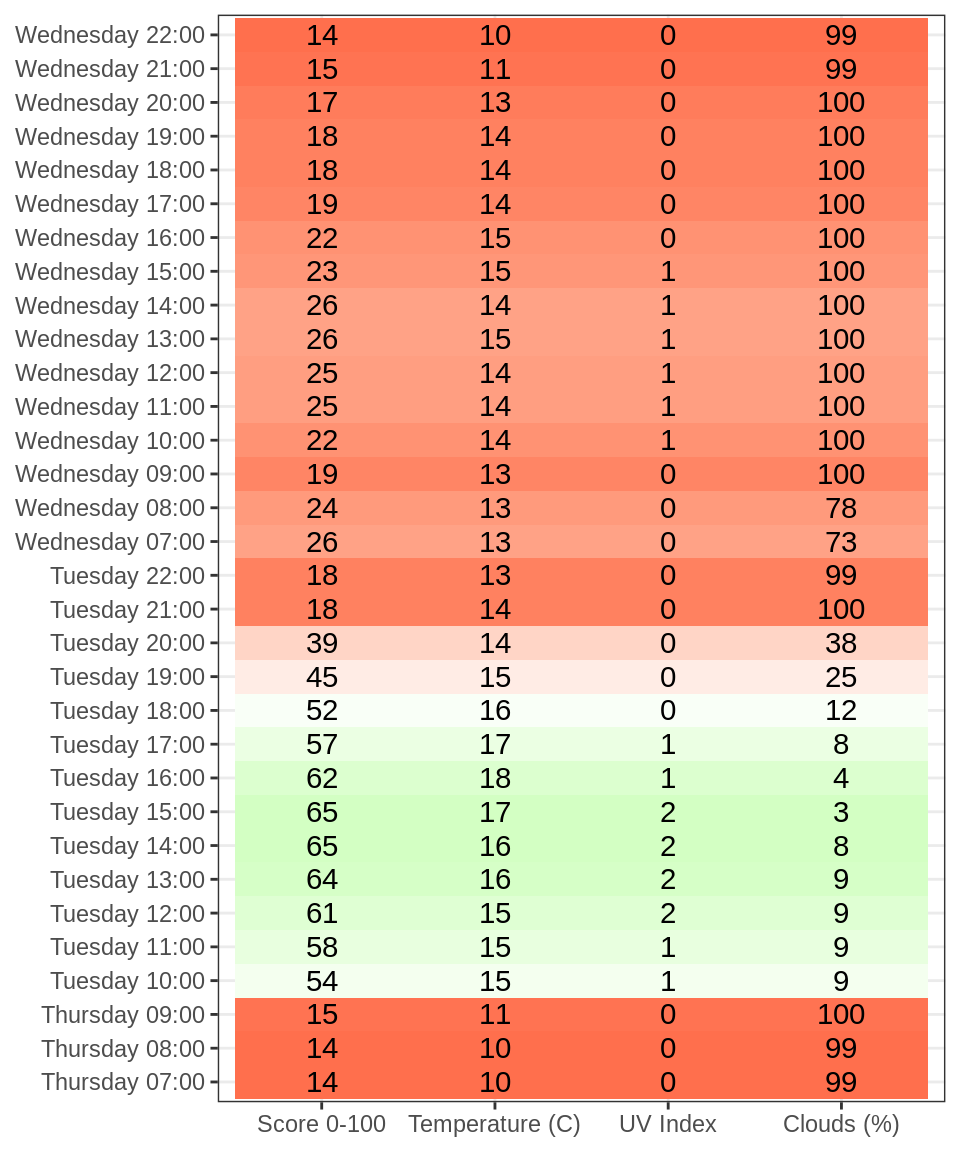 Wednesday 22:00 14 10 0 99
Wednesday 21:00 15 11 0 99
Wednesday 20:00 17 13 0 100
Wednesday 19:00 18 14 0 100
Wednesday 18:00 18 14 0 100
Wednesday 17:00 19 14 0 100
Wednesday 16:00 22 15 0 100
Wednesday 15:00 23 15 1 100
Wednesday 14:00 26 14 1 100
Wednesday 13:00 26 15 1 100
Wednesday 12:00 25 14 1 100
Wednesday 11:00 25 14 1 100
Wednesday 10:00 22 14 1 100
Wednesday 09:00 19 13 0 100
Wednesday 08:00 24 13 0 78
Wednesday 07:00 26 13 0 73
Tuesday 22:00 18 13 0 99
Tuesday 21:00 18 14 0 100
Tuesday 20:00 39 14 0 38
Tuesday 19:00 45 15 0 25
Tuesday 18:00 52 16 0 12
Tuesday 17:00 57 17 1 8
Tuesday 16:00 62 18 1 4
Tuesday 15:00 65 17 2 3
Tuesday 14:00 65 16 2 8
Tuesday 13:00 64 16 2 9
Tuesday 12:00 61 15 2 9
Tuesday 11:00 58 15 1 9
Tuesday 10:00 54 15 1 9
Thursday 09:00 15 11 0 100
Thursday 08:00 14 10 0 99
Thursday 07:00 14 10 0 99
Score 0-100 Temperature (C) UV Index Clouds (%)